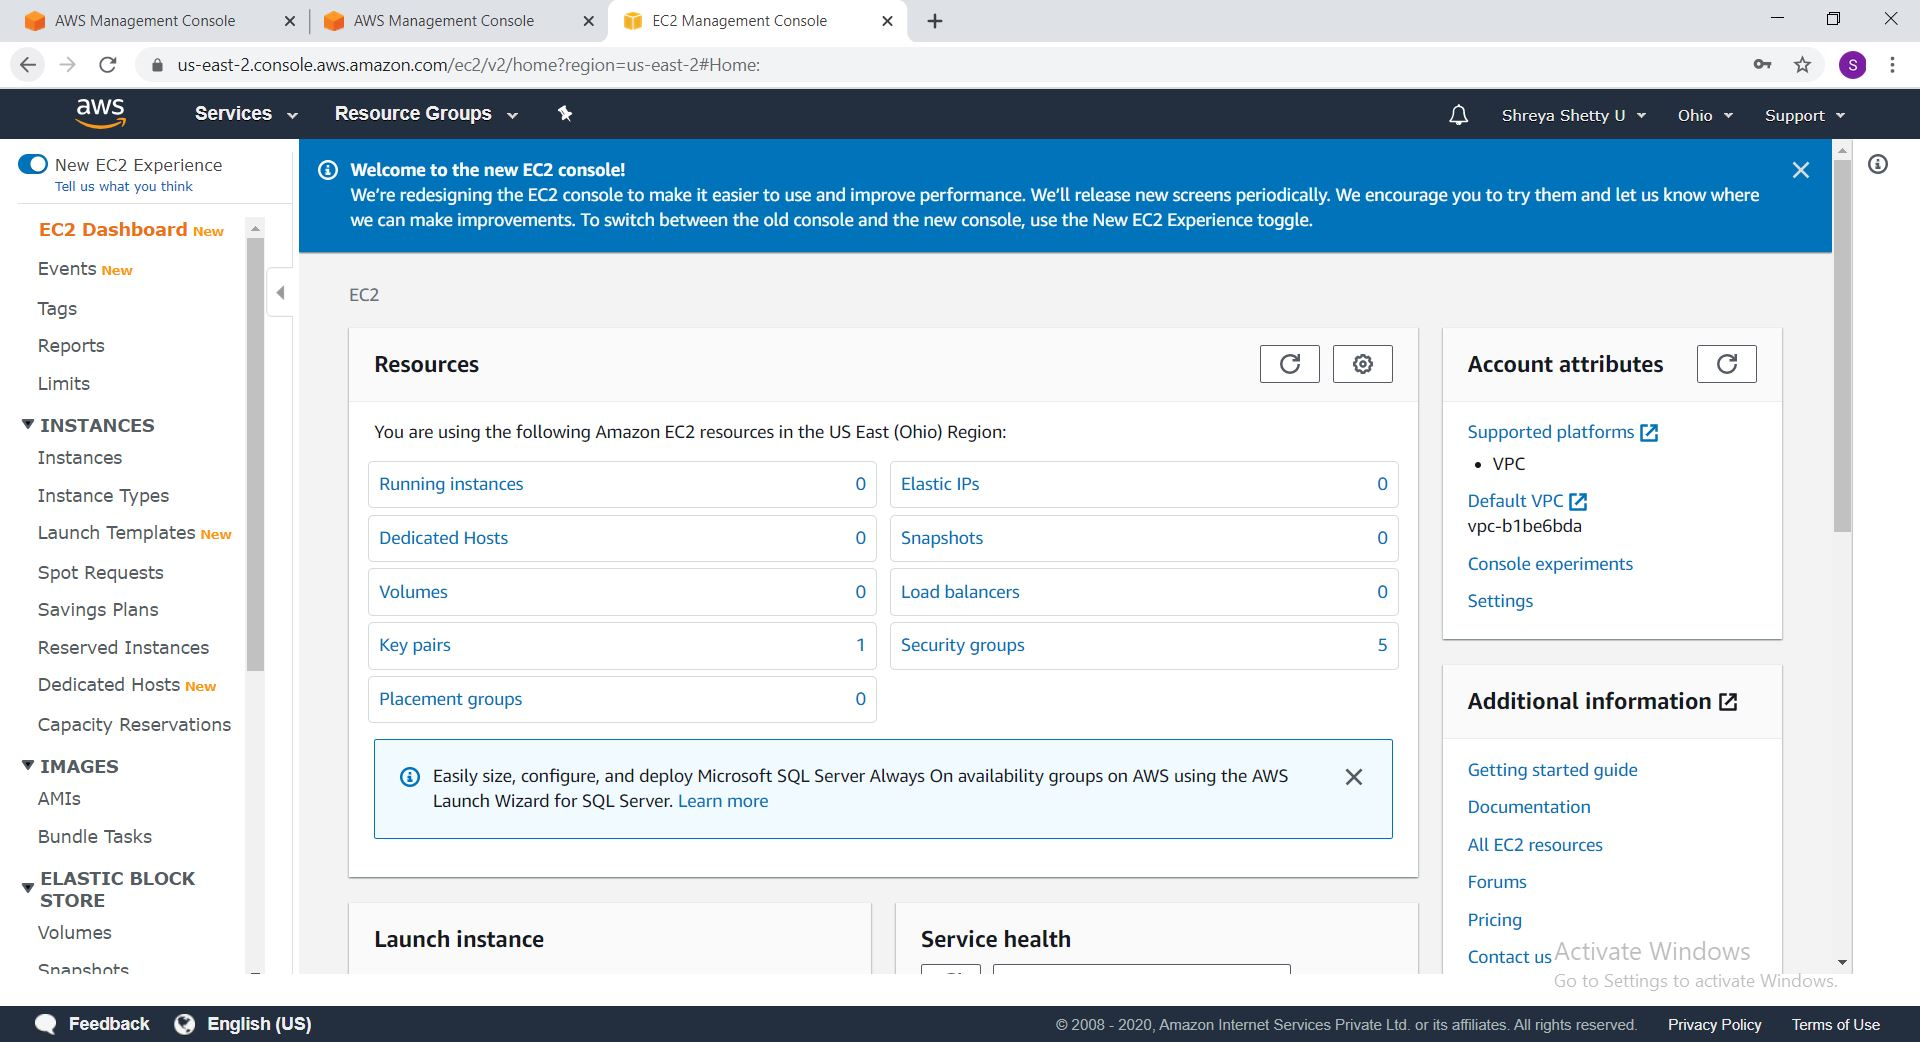 AWS Management Console
AWS Management Console
EC2 Management Console
us-east-2.console.aws.amazon.com/ec2/v2/home?region=us-east-2#Home:
S
aws
Services
Resource Groups
Shreya Shetty U
Ohio
Support
New EC2 Experience
Tell us what you think
EC2 Dashboard New
Events New
Tags
Reports
Limits
INSTANCES
Instances
Instance Types
Launch Templates New
Spot Requests
Savings Plans
Reserved Instances
Dedicated Hosts New
Capacity Reservations
IMAGES
AMIs
Bundle Tasks
ELASTIC BLOCK
STORE
Volumes
Snapshots
Welcome to the new EC2 console!
We're redesigning the EC2 console to make it easier to use and improve performance. We'll release new screens periodically. We encourage you to try them and let us know where
we can make improvements. To switch between the old console and the new console, use the New EC2 Experience toggle.
EC2
Resources
You are using the following Amazon EC2 resources in the US East (Ohio) Region:
Running instances 0
Elastic IPs 0
Dedicated Hosts 0
Snapshots 0
Volumes 0
Load balancers 0
Key pairs 1
Security groups 5
Placement groups 0
Easily size, configure, and deploy Microsoft SQL Server Always On availability groups on AWS using the AWS
Launch Wizard for SQL Server. Learn more
Launch instance
Service health
Account attributes
Supported platforms
• VPC
Default VPC
vpc-b1be6bda
Console experiments
Settings
Additional information
Getting started guide
Documentation
All EC2 resources
Forums
Pricing
Contact us
Activate Windows
Go to Settings to activate Windows.
Feedback
English (US)
© 2008 - 2020, Amazon Internet Services Private Ltd. or its affiliates. All rights reserved.
Privacy Policy
Terms of Use